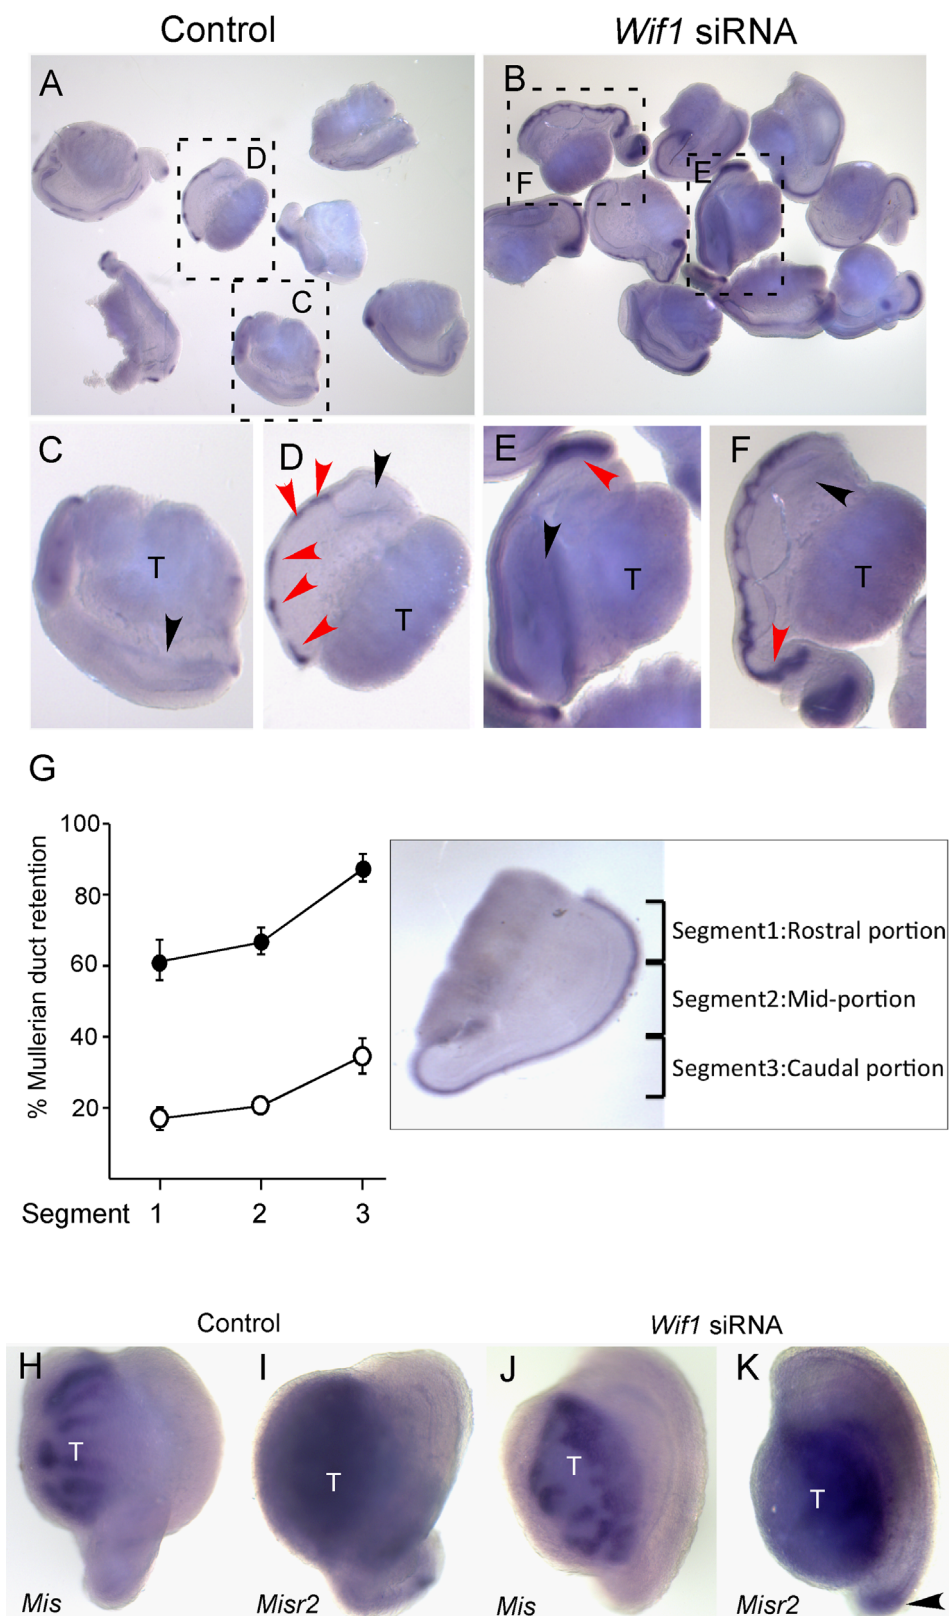 Control
Wif1 siRNA
A
B
D
C
F
E
C
T
D
T
E
T
F
T
G
% Mullerian duct retention
100
80
60
40
20
Segment 1 2 3
Segment1:Rostral portion
Segment2:Mid-portion
Segment3:Caudal portion
Control
Wif1 siRNA
H
T
Mis
I
T
Misr2
J
T
Mis
K
T
Misr2